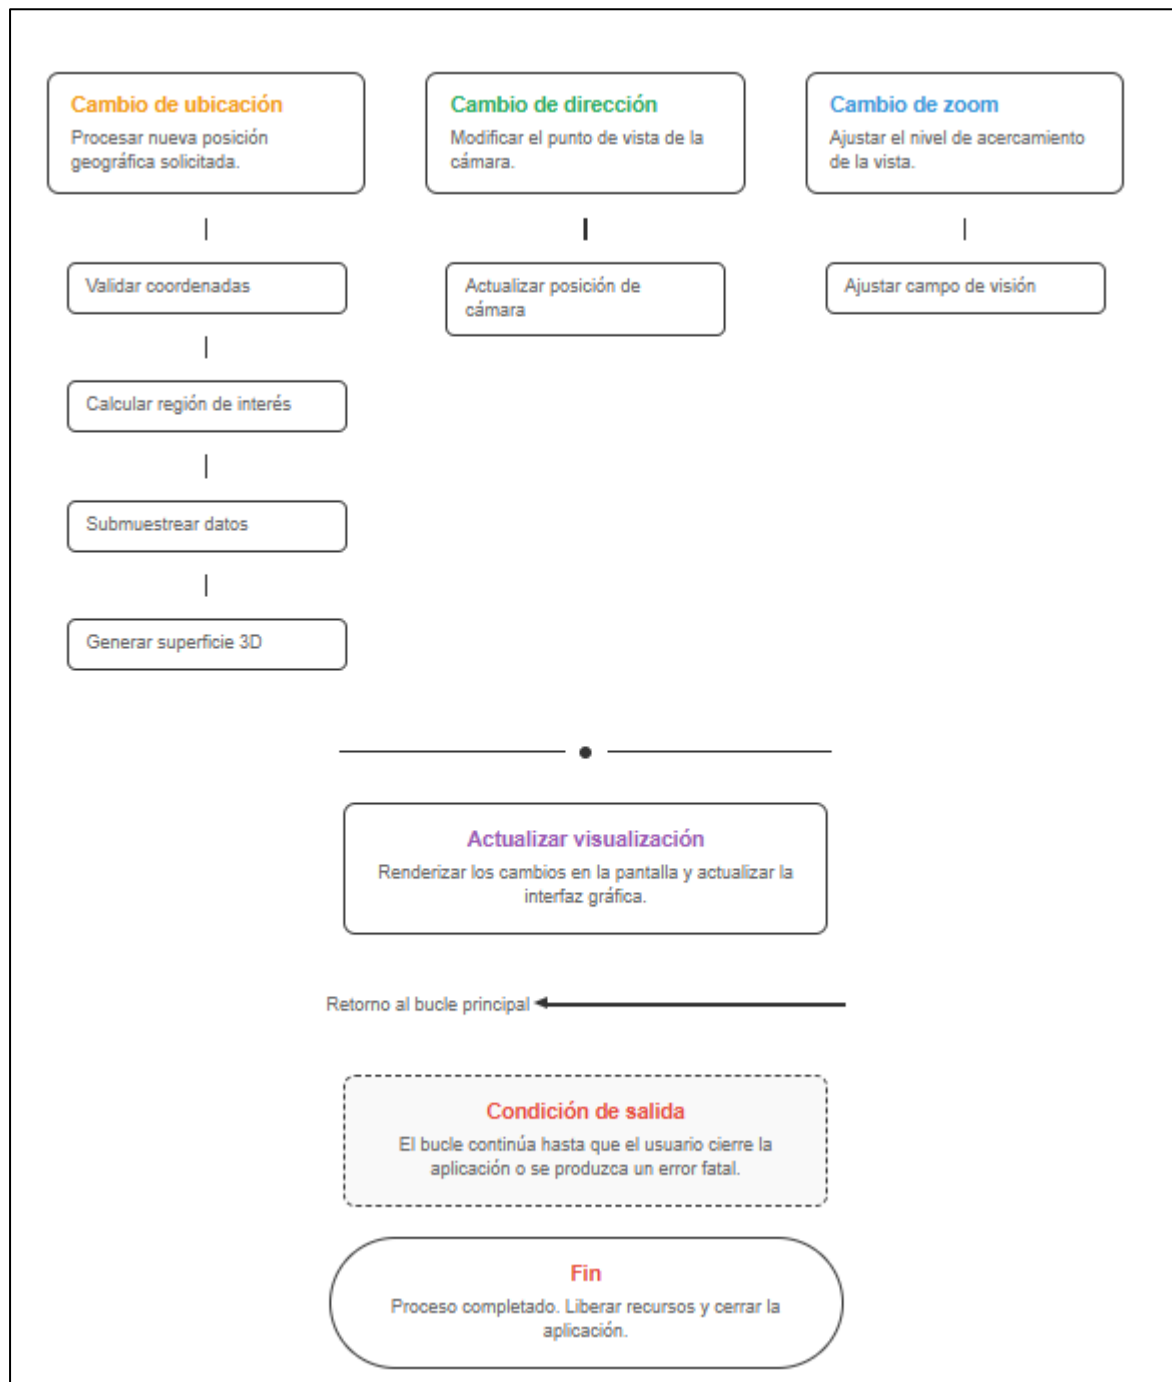 Cambio de ubicación
Procesar nueva posición
geográfica solicitada.
Validar coordenadas
Calcular región de interés
Submuestrear datos
Generar superficie 3D
Cambio de dirección
Modificar el punto de vista de la
cámara.
Actualizar posición de
cámara
Cambio de zoom
Ajustar el nivel de acercamiento
de la vista.
Ajustar campo de visión
Actualizar visualización
Renderizar los cambios en la pantalla y actualizar la
interfaz gráfica.
Retorno al bucle principal
Condición de salida
El bucle continúa hasta que el usuario cierre la
aplicación o se produzca un error fatal.
Fin
Proceso completado. Liberar recursos y cerrar la
aplicación.